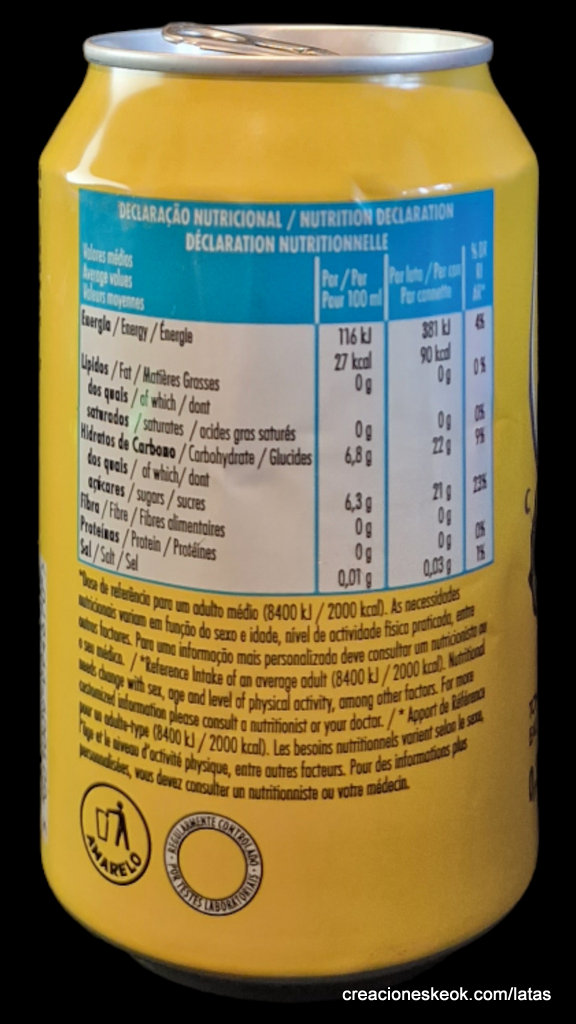 DECLARAÇÃO NUTRICIONAL / NUTRITION DECLARATION
DÉCLARATION NUTRITIONNELLE
Valores médios
Average values
Valeurs moyennes
Por / Per
Pour 100 ml
Por lata / Per can
Par cannette
% DR
RI
AR*
Energia / Energy / Énergie 116 kJ 381 kJ 4%
27 kcal 90 kcal
Lípidos / Fat / Matières Grasses 0 g 0 g 0%
dos quais / of which / dont
saturados / saturates / acides gras saturés 0 g 0 g 0%
Hidratos de Carbono / Carbohydrate / Glucides 6,8 g 22 g 9%
dos quais / of which / dont
açúcares / sugars / sucres 6,3 g 21 g 23%
Fibra / Fibre / Fibres alimentaires 0 g 0 g
Proteínas / Protein / Protéines 0 g 0 g 0%
Sal / Salt / Sel 0,01 g 0,03 g 1%
*Dose de referência para um adulto médio (8400 kJ / 2000 kcal). As necessidades
nutricionais variam em função do sexo e idade, nível de actividade física praticada, entre
outros factores. Para uma informação mais personalizada deve consultar um nutricionista ou
o seu médico. / *Reference Intake of an average adult (8400 kJ / 2000 kcal). Nutritional
needs change with sex, age and level of physical activity, among other factors. For more
customized information please consult a nutritionist or your doctor. / * Apport de Référence
pour un adulte-type (8400 kJ / 2000 kcal). Les besoins nutritionnels varient selon le sexe,
l'âge et le niveau d'activité physique, entre autres facteurs. Pour des informations plus
personnalisées, vous devez consulter un nutritionniste ou votre médecin.
AMARELO
REGULARMENTE CONTROLADO
POR TESTES LABORATORIAIS
creacioneskeok.com/latas